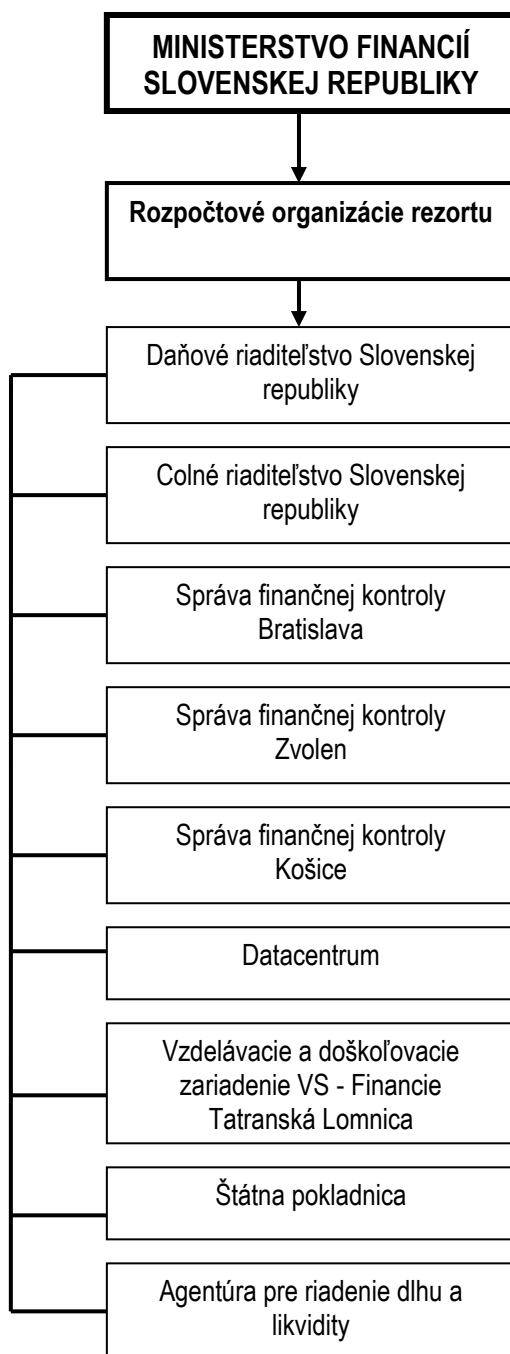 MINISTERSTVO FINANCIÍ
SLOVENSKEJ REPUBLIKY
Rozpočtové organizácie rezortu
Daňové riaditeľstvo Slovenskej
republiky
Colné riaditeľstvo Slovenskej
republiky
Správa finančnej kontroly
Bratislava
Správa finančnej kontroly
Zvolen
Správa finančnej kontroly
Košice
Datacentrum
Vzdelávacie a doškoľovacie
zariadenie VS - Financie
Tatranská Lomnica
Štátna pokladnica
Agentúra pre riadenie dlhu a
likvidity